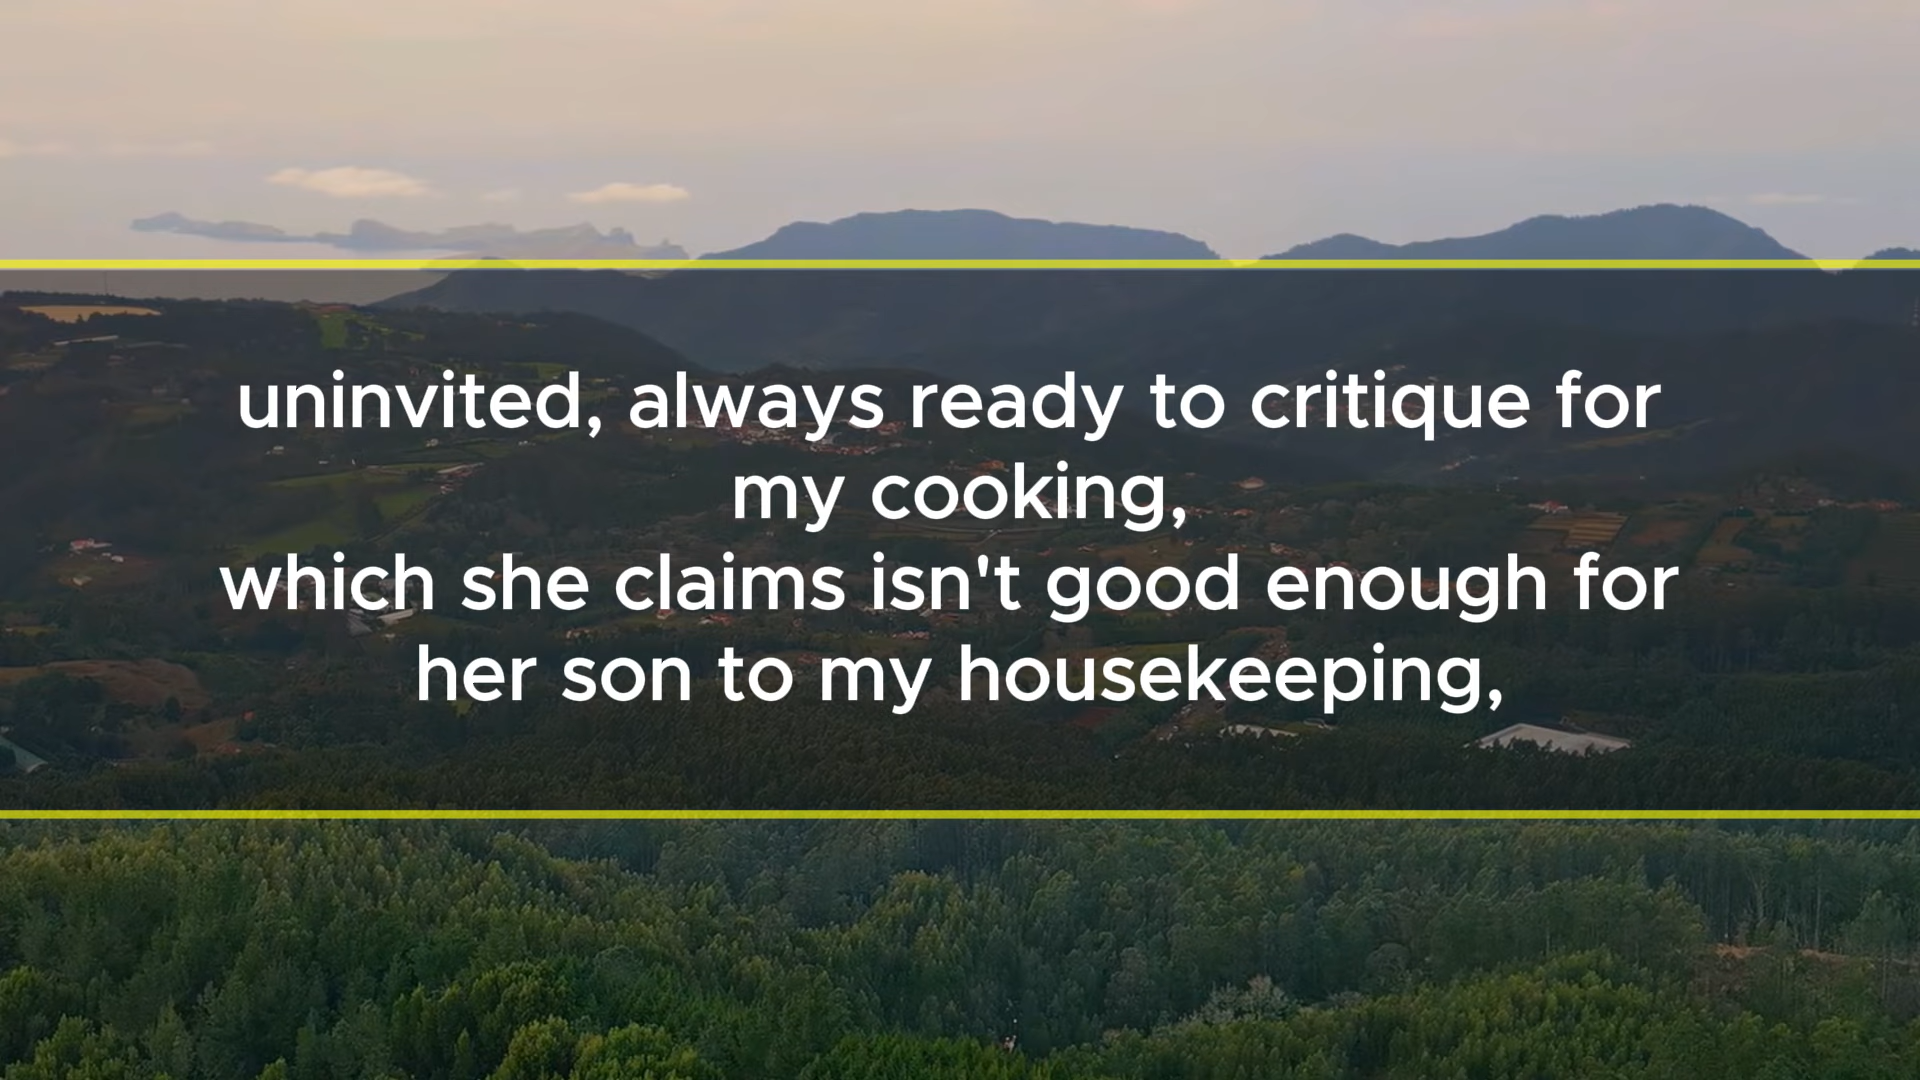 uninvited, always ready to critique for
my cooking,
which she claims isn't good enough for
her son to my housekeeping,